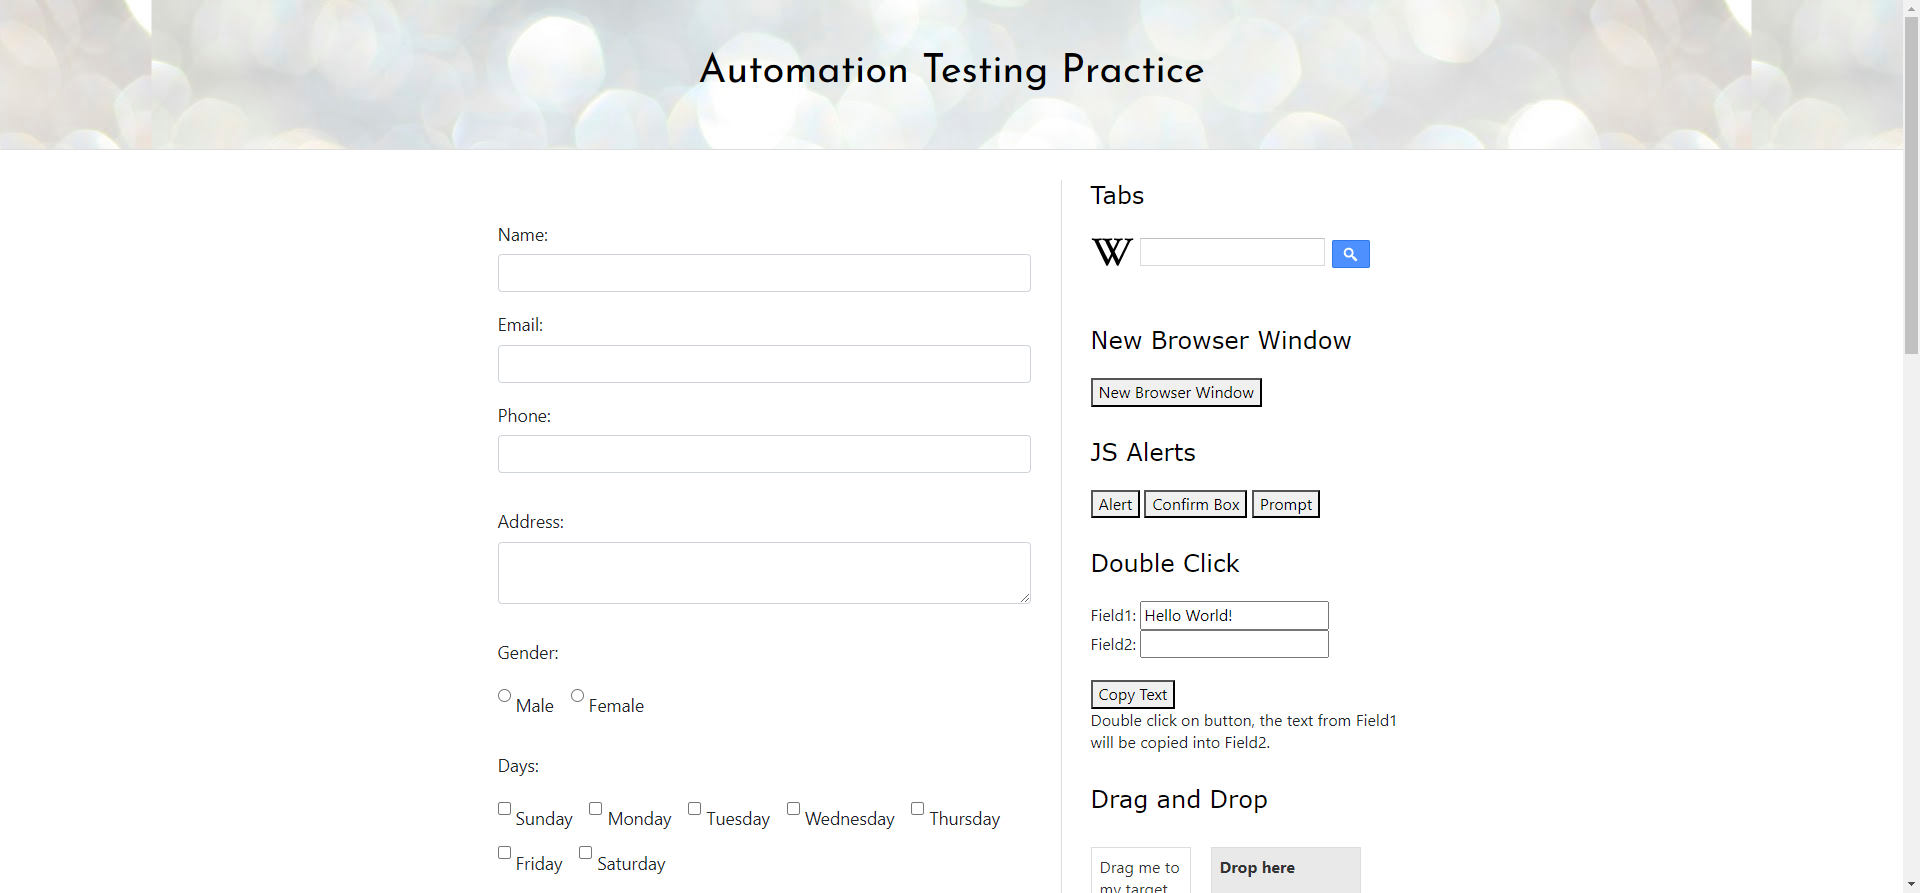 Automation Testing Practice
Name:
Email:
Phone:
Address:
Gender:
Male Female
Days:
Sunday Monday Tuesday Wednesday Thursday
Friday Saturday
Tabs
W
New Browser Window
New Browser Window
JS Alerts
Alert Confirm Box Prompt
Double Click
Field1: Hello World!
Field2:
Copy Text
Double click on button, the text from Field1
will be copied into Field2.
Drag and Drop
Drag me to
my target
Drop here